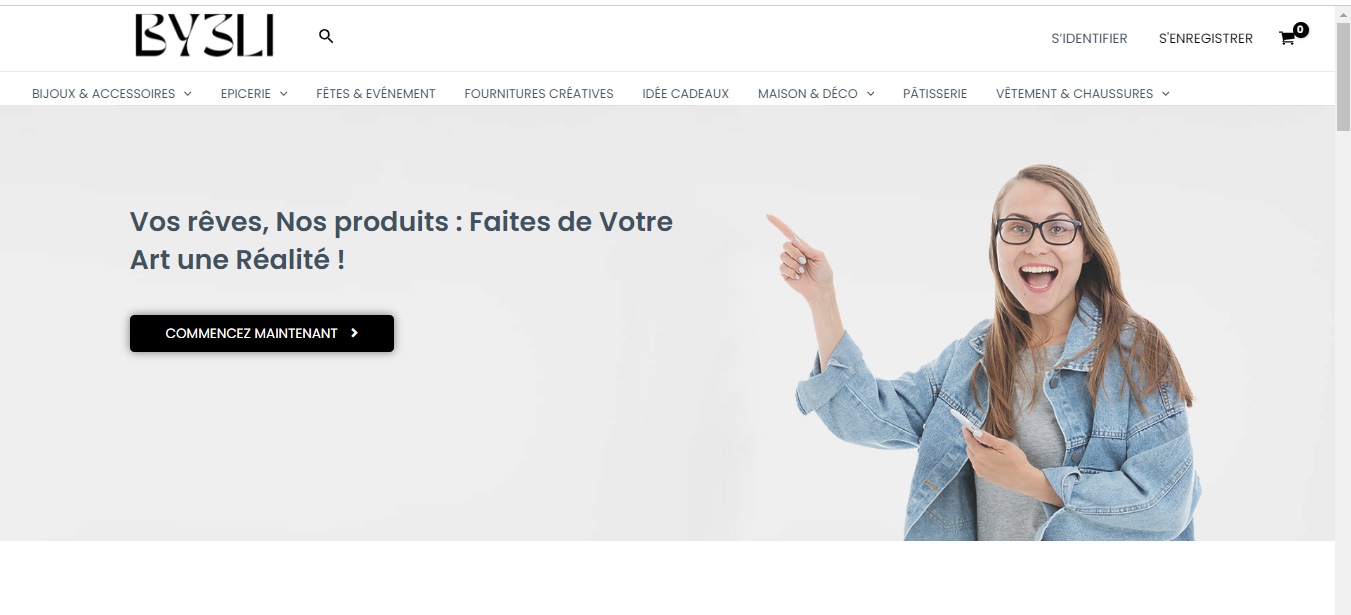 BY3LI
S'IDENTIFIER
S'ENREGISTRER
0
BIJOUX & ACCESSOIRES
EPICERIE
FÊTES & EVÉNEMENT
FOURNITURES CRÉATIVES
IDÉE CADEAUX
MAISON & DÉCO
PÂTISSERIE
VÊTEMENT & CHAUSSURES
Vos rêves, Nos produits : Faites de Votre
Art une Réalité !
COMMENCEZ MAINTENANT